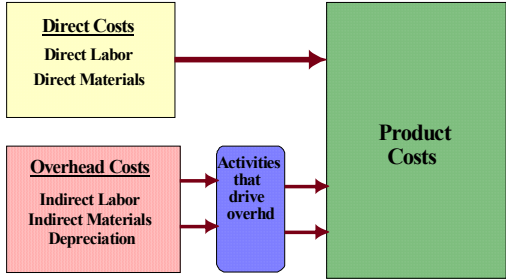 Direct Costs
Direct Labor
Direct Materials
Product
Costs
Overhead Costs
Indirect Labor
Indirect Materials
Depreciation
Activities
that
drive
overhd